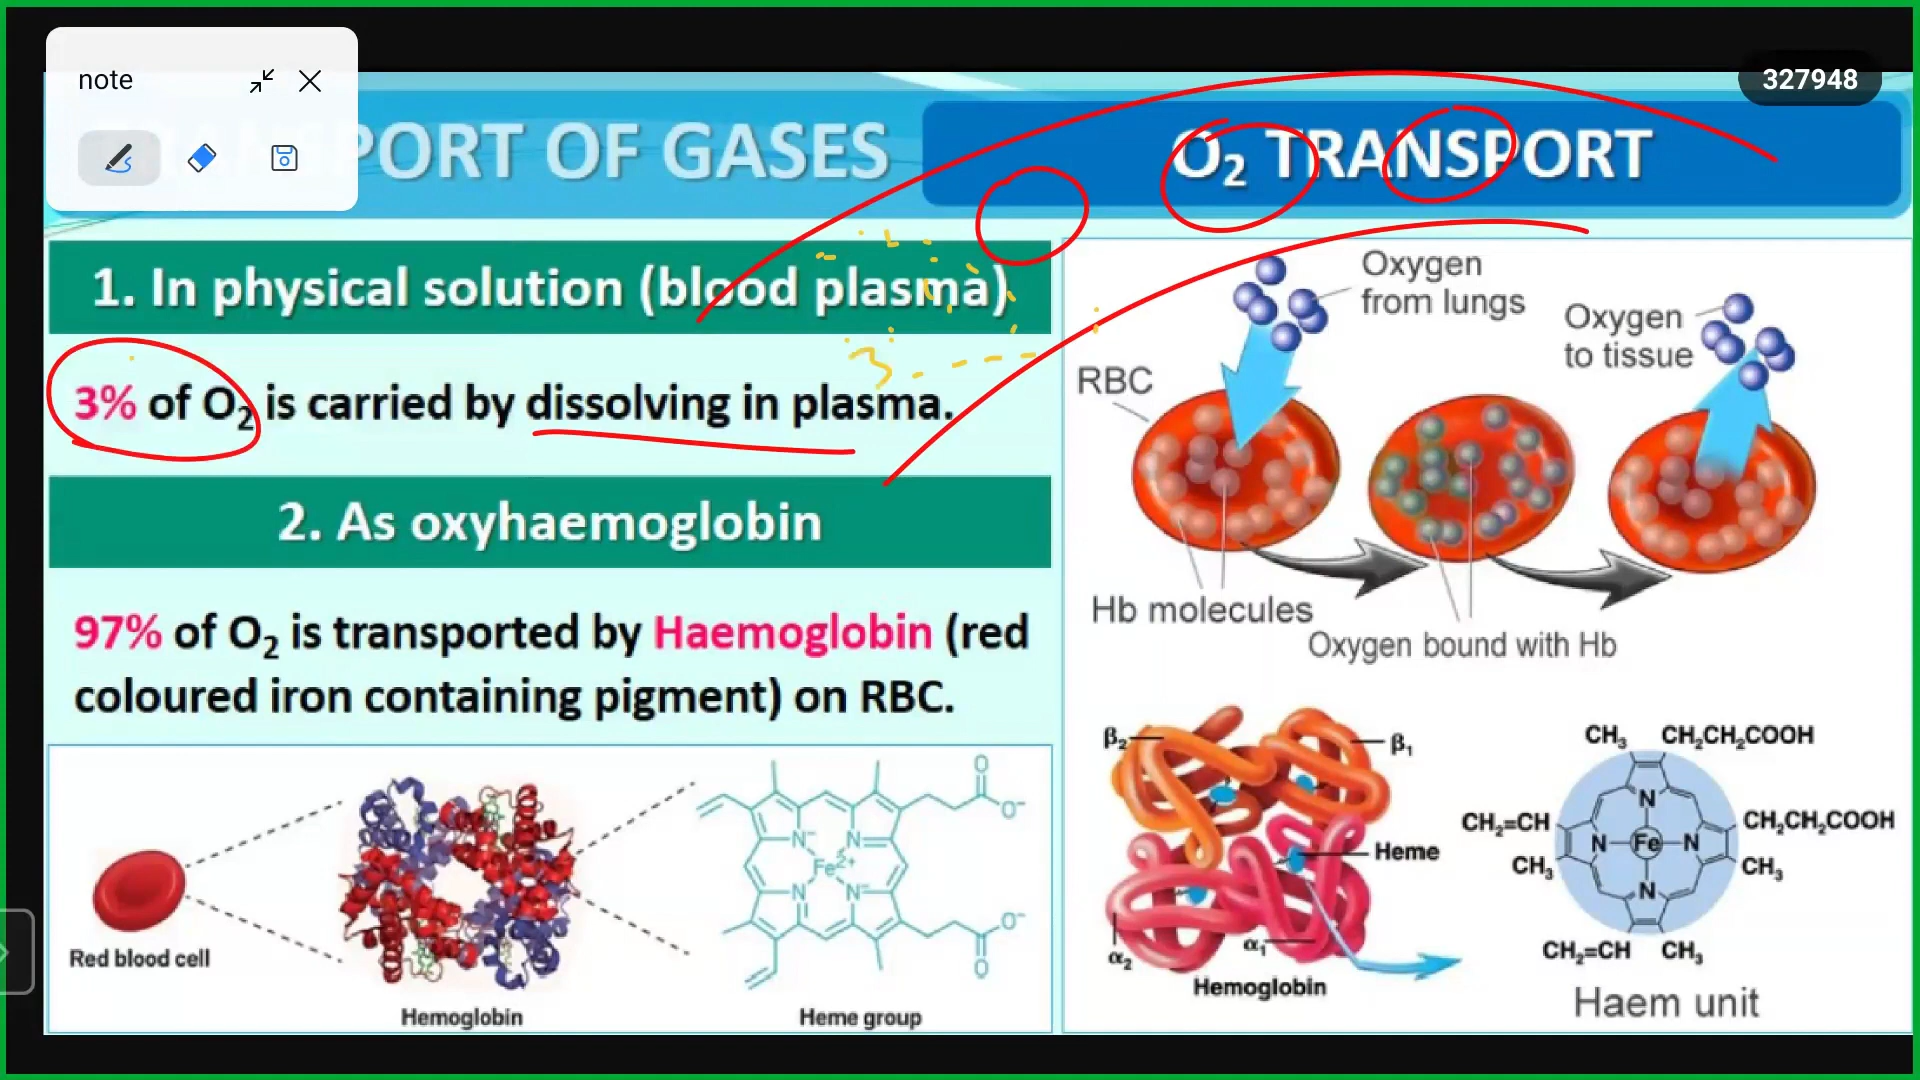 note
327948
PORT OF GASES
O₂ TRANSPORT
1. In physical solution (blood plasma)
3% of O₂ is carried by dissolving in plasma.
2. As oxyhaemoglobin
97% of O₂ is transported by Haemoglobin (red
coloured iron containing pigment) on RBC.
Red blood cell
Hemoglobin
N⁻
N
Fe²⁺
N
N⁻
O
O⁻
O⁻
O
Heme group
Oxygen
from lungs
Oxygen
to tissue
RBC
Hb molecules
Oxygen bound with Hb
β₂
β₁
Heme
α₁
α₂
Hemoglobin
CH₃ CH₂CH₂COOH
CH₂=CH
CH₂CH₂COOH
N
N Fe N
N
CH₃
CH₃
CH₂=CH CH₃
Haem unit